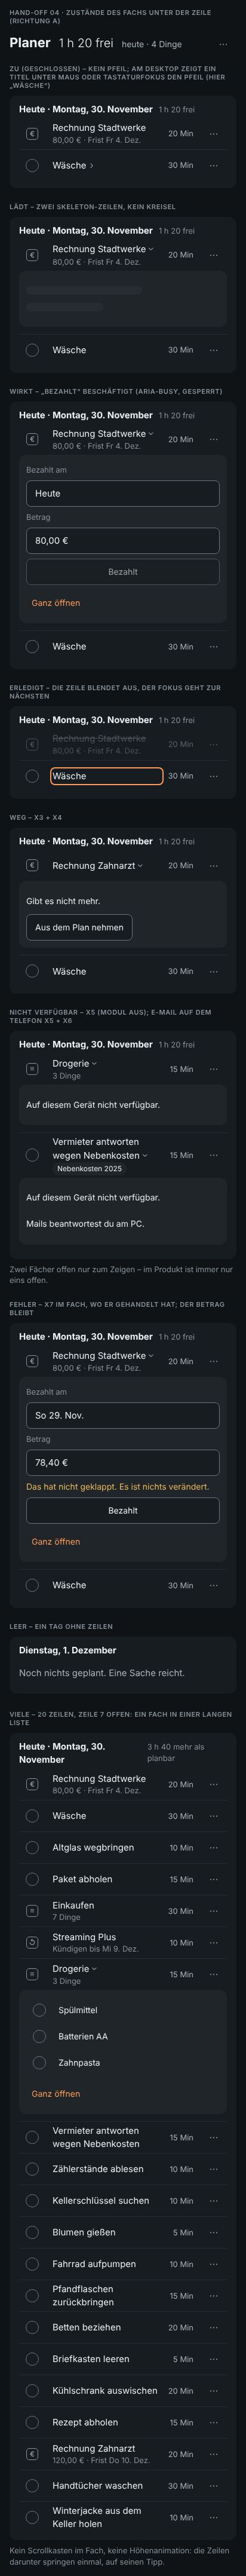 HAND-OFF 04 · ZUSTÄNDE DES FACHS UNTER DER ZEILE
(RICHTUNG A)
Planer 1 h 20 frei heute · 4 Dinge ···
ZU (GESCHLOSSEN) – KEIN PFEIL; AM DESKTOP ZEIGT EIN
TITEL UNTER MAUS ODER TASTATURFOKUS DEN PFEIL (HIER
„WÄSCHE“)
Heute · Montag, 30. November 1 h 20 frei
€ Rechnung Stadtwerke 20 Min ···
80,00 € · Frist Fr 4. Dez.
Wäsche › 30 Min ···
LÄDT – ZWEI SKELETON-ZEILEN, KEIN KREISEL
Heute · Montag, 30. November 1 h 20 frei
€ Rechnung Stadtwerke 20 Min ···
80,00 € · Frist Fr 4. Dez.
Wäsche 30 Min ···
WIRKT – „BEZAHLT“ BESCHÄFTIGT (ARIA-BUSY, GESPERRT)
Heute · Montag, 30. November 1 h 20 frei
€ Rechnung Stadtwerke 20 Min ···
80,00 € · Frist Fr 4. Dez.
Bezahlt am
Heute
Betrag
80,00 €
Bezahlt
Ganz öffnen
Wäsche 30 Min ···
ERLEDIGT – DIE ZEILE BLENDET AUS, DER FOKUS GEHT ZUR
NÄCHSTEN
Heute · Montag, 30. November 1 h 20 frei
€ Rechnung Stadtwerke 20 Min ···
80,00 € · Frist Fr 4. Dez.
Wäsche 30 Min ···
WEG – X3 + X4
Heute · Montag, 30. November 1 h 20 frei
€ Rechnung Zahnarzt 20 Min ···
Gibt es nicht mehr.
Aus dem Plan nehmen
Wäsche 30 Min ···
NICHT VERFÜGBAR – X5 (MODUL AUS); E-MAIL AUF DEM
TELEFON X5 + X6
Heute · Montag, 30. November 1 h 20 frei
Drogerie 15 Min ···
3 Dinge
Auf diesem Gerät nicht verfügbar.
Vermieter antworten
wegen Nebenkosten 15 Min ···
Nebenkosten 2025
Auf diesem Gerät nicht verfügbar.
Mails beantwortest du am PC.
Zwei Fächer offen nur zum Zeigen – im Produkt ist immer nur
eins offen.
FEHLER – X7 IM FACH, WO ER GEHANDELT HAT; DER BETRAG
BLEIBT
Heute · Montag, 30. November 1 h 20 frei
€ Rechnung Stadtwerke 20 Min ···
80,00 € · Frist Fr 4. Dez.
Bezahlt am
So 29. Nov.
Betrag
78,40 €
Das hat nicht geklappt. Es ist nichts verändert.
Bezahlt
Ganz öffnen
Wäsche 30 Min ···
LEER – EIN TAG OHNE ZEILEN
Dienstag, 1. Dezember
Noch nichts geplant. Eine Sache reicht.
VIELE – 20 ZEILEN, ZEILE 7 OFFEN: EIN FACH IN EINER LANGEN
LISTE
Heute · Montag, 30. 3 h 40 mehr als
November planbar
€ Rechnung Stadtwerke 20 Min ···
80,00 € · Frist Fr 4. Dez.
Wäsche 30 Min ···
Altglas wegbringen 10 Min ···
Paket abholen 15 Min ···
Einkaufen 30 Min ···
7 Dinge
Streaming Plus 10 Min ···
Kündigen bis Mi 9. Dez.
Drogerie 15 Min ···
3 Dinge
Spülmittel
Batterien AA
Zahnpasta
Ganz öffnen
Vermieter antworten
wegen Nebenkosten 15 Min ···
Zählerstände ablesen 10 Min ···
Kellerschlüssel suchen 10 Min ···
Blumen gießen 5 Min ···
Fahrrad aufpumpen 10 Min ···
Pfandflaschen
zurückbringen 15 Min ···
Betten beziehen 20 Min ···
Briefkasten leeren 5 Min ···
Kühlschrank auswischen 20 Min ···
Rezept abholen 15 Min ···
€ Rechnung Zahnarzt 20 Min ···
120,00 € · Frist Do 10. Dez.
Handtücher waschen 30 Min ···
Winterjacke aus dem
Keller holen 10 Min ···
Kein Scrollkasten im Fach, keine Höhenanimation: die Zeilen
darunter springen einmal, auf seinen Tipp.